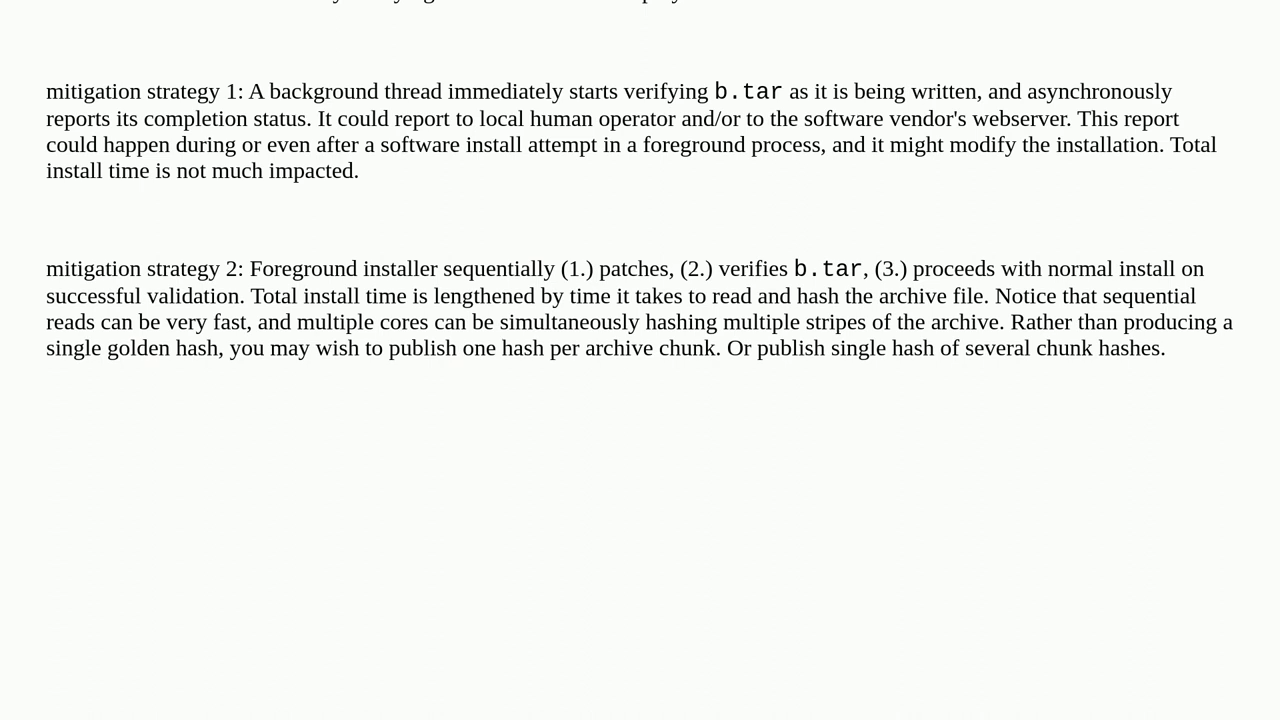 mitigation strategy 1: A background thread immediately starts verifying b.tar as it is being written, and asynchronously
reports its completion status. It could report to local human operator and/or to the software vendor's webserver. This report
could happen during or even after a software install attempt in a foreground process, and it might modify the installation. Total
install time is not much impacted.
mitigation strategy 2: Foreground installer sequentially (1.) patches, (2.) verifies b.tar, (3.) proceeds with normal install on
successful validation. Total install time is lengthened by time it takes to read and hash the archive file. Notice that sequential
reads can be very fast, and multiple cores can be simultaneously hashing multiple stripes of the archive. Rather than producing a
single golden hash, you may wish to publish one hash per archive chunk. Or publish single hash of several chunk hashes.